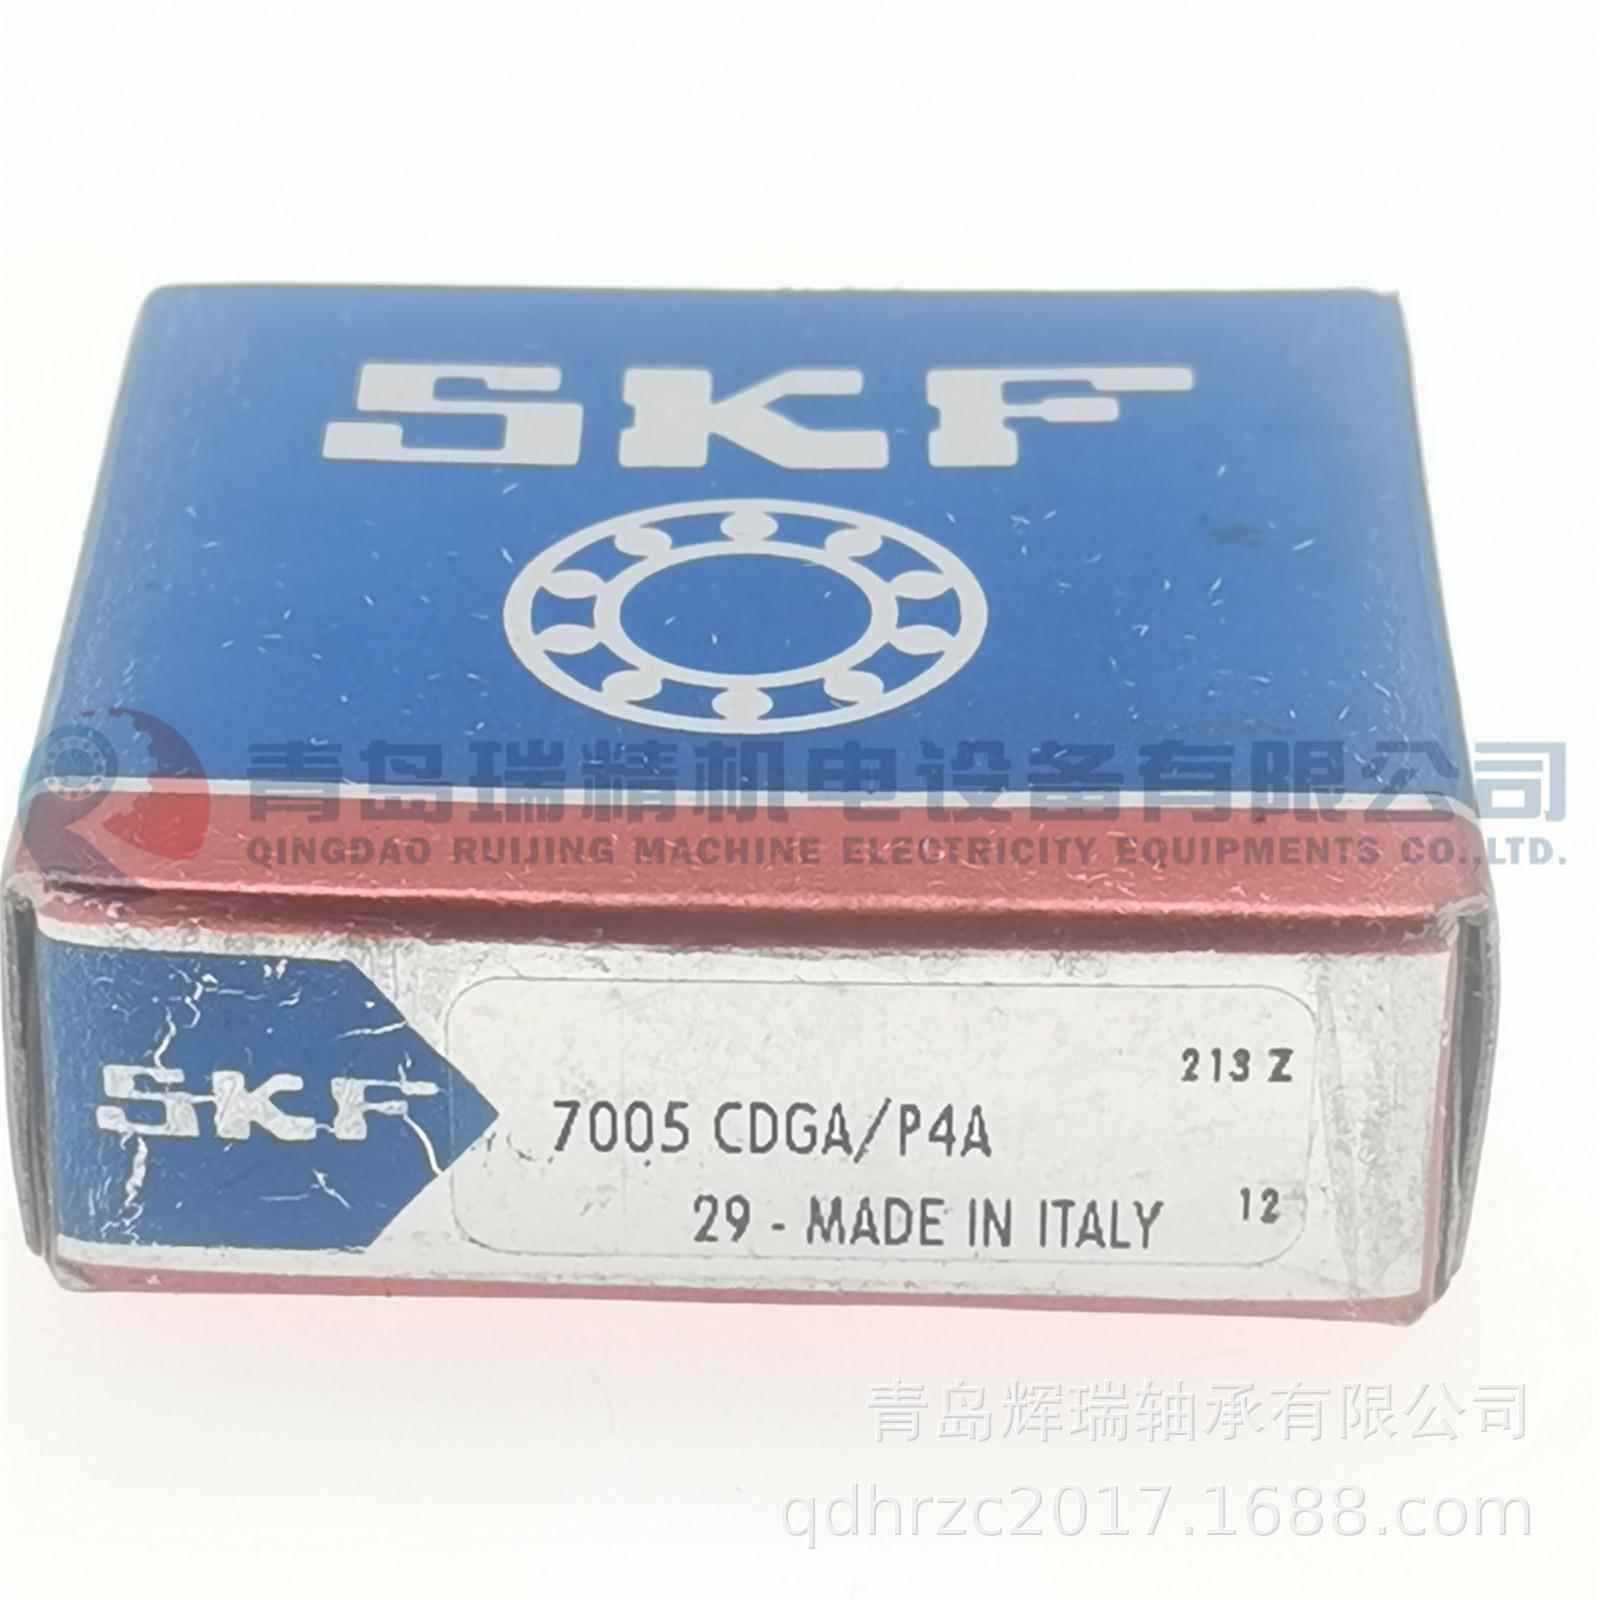 SKF
青岛瑞精机电设备有限公司
QINGDAO RUIJING MACHINE ELECTRICITY EQUIPMENTS CO.,LTD.
SKF
213 Z
7005 CDGA/P4A
29 - MADE IN ITALY
12
青岛辉瑞轴承有限公司
qdhrzc2017.1688.com